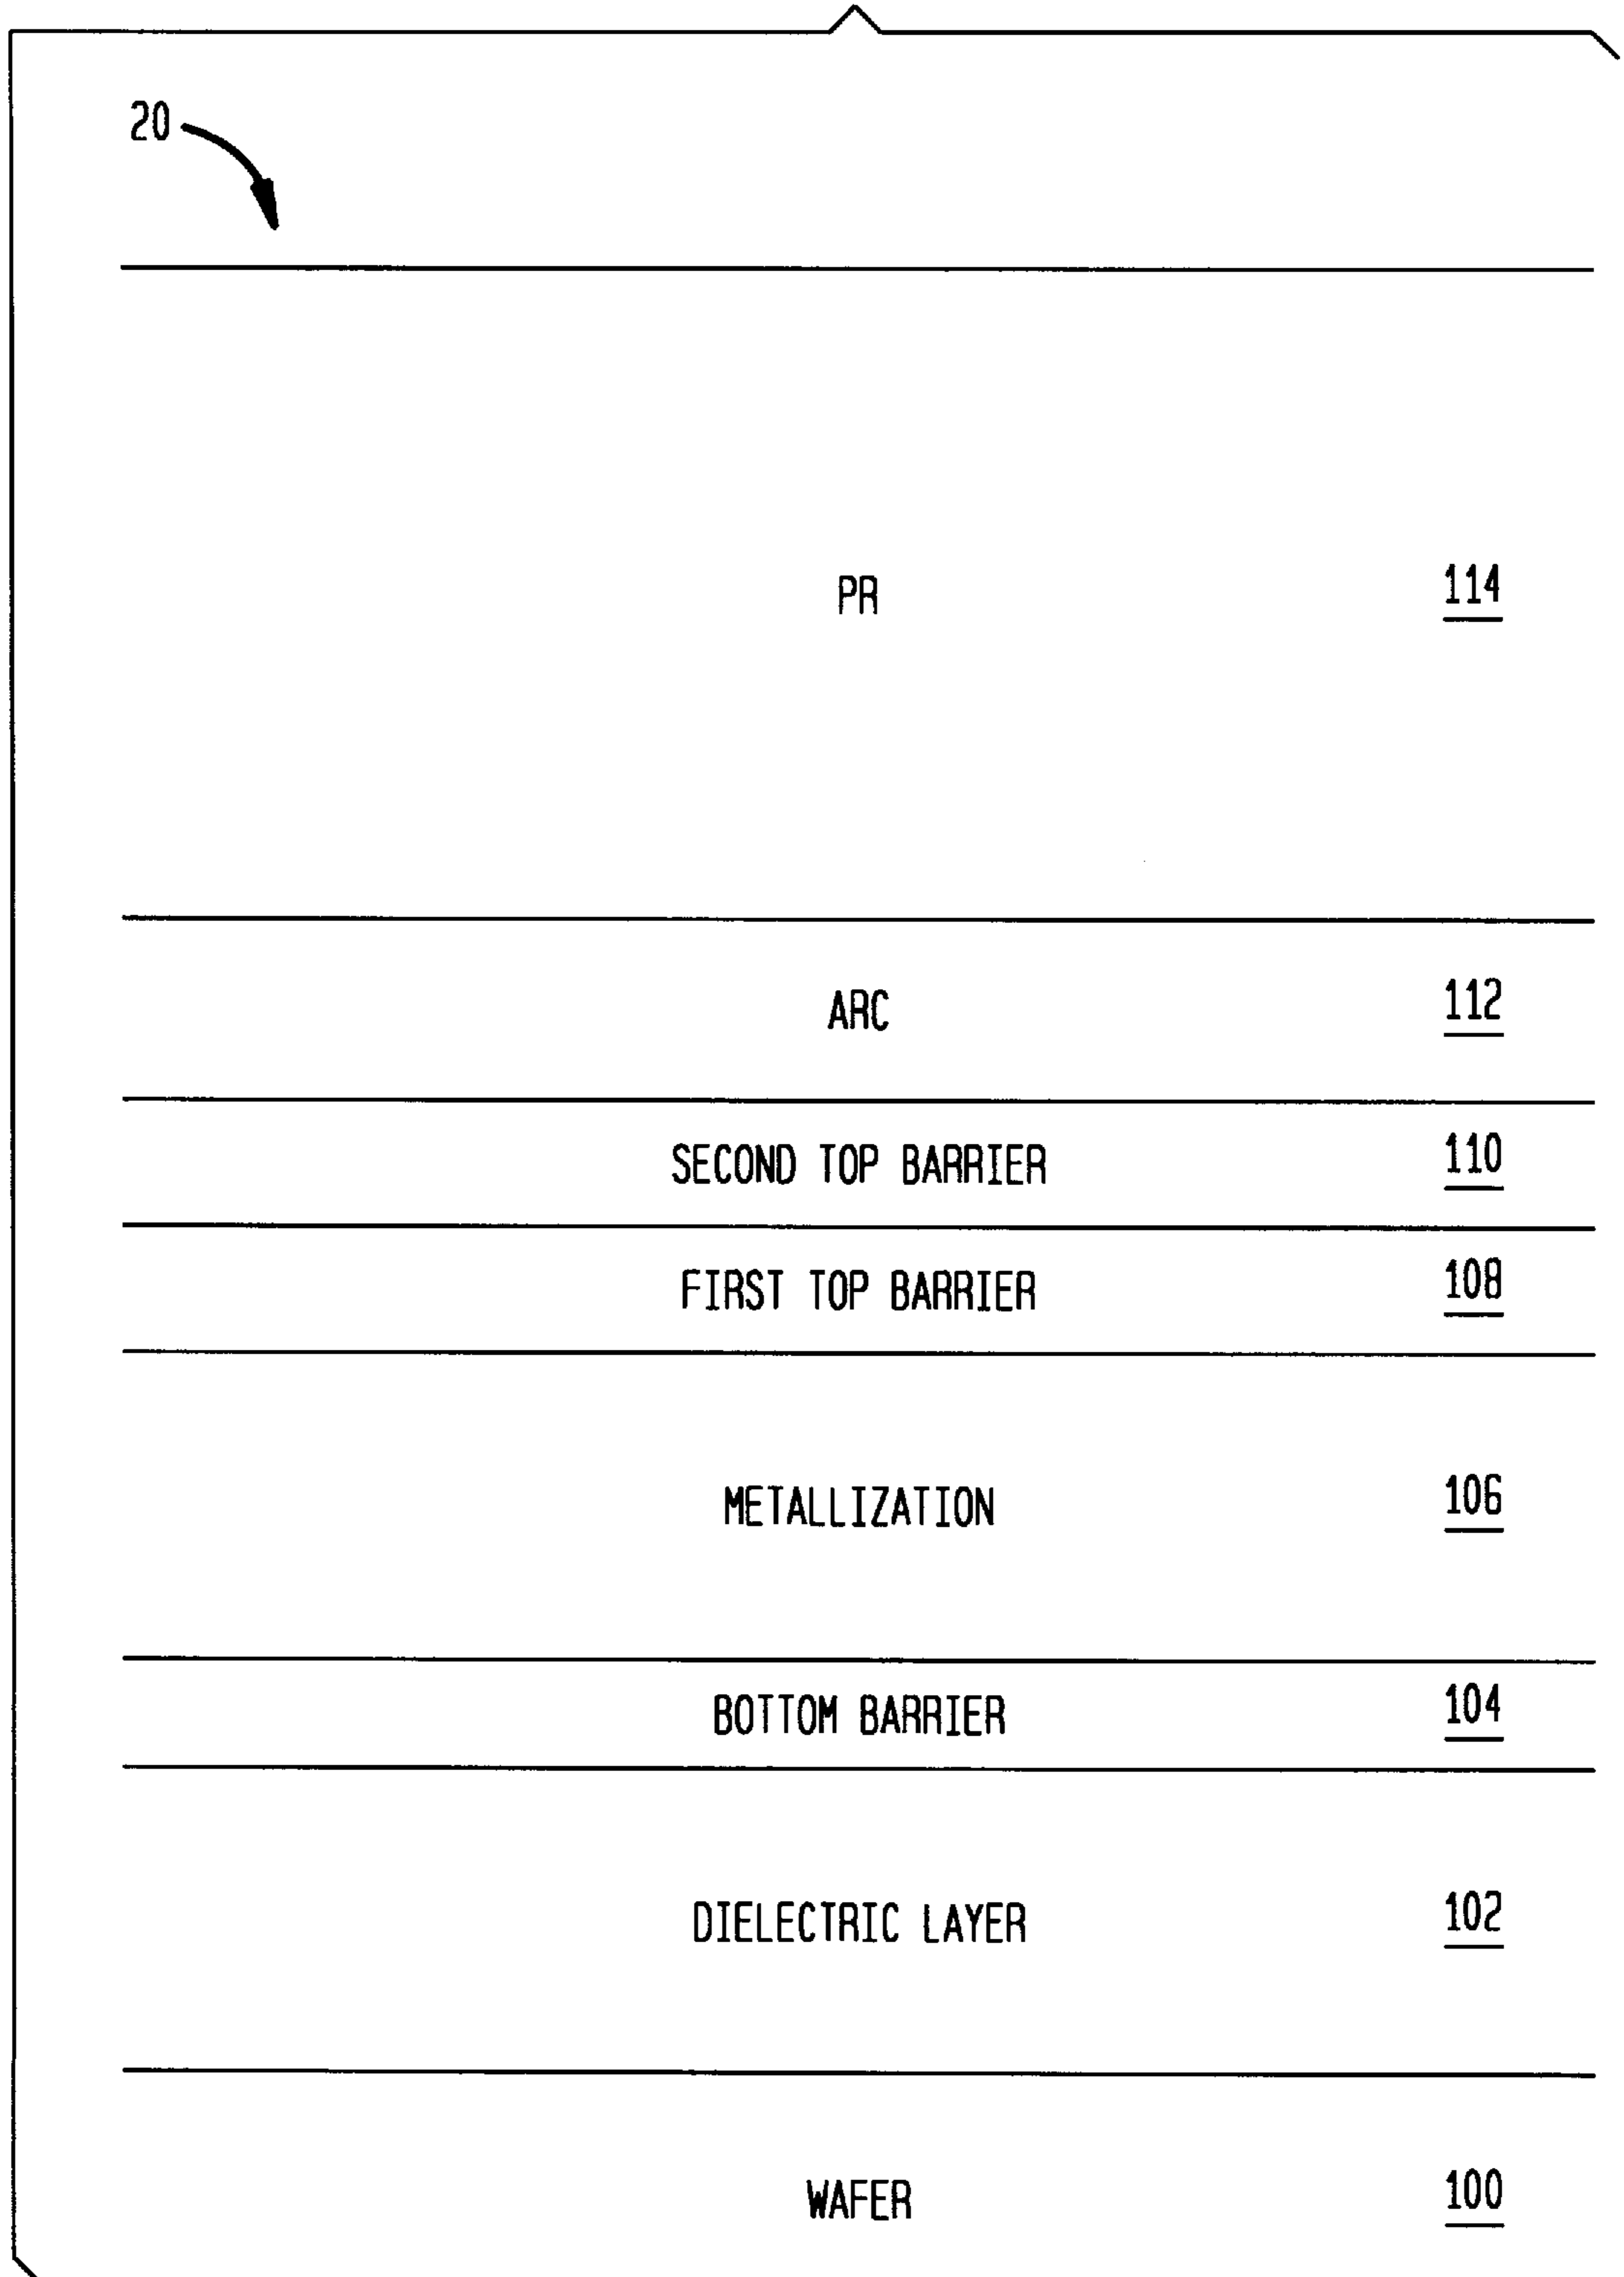 20
PR 114
ARC 112
SECOND TOP BARRIER 110
FIRST TOP BARRIER 108
METALLIZATION 106
BOTTOM BARRIER 104
DIELECTRIC LAYER 102
WAFER 100